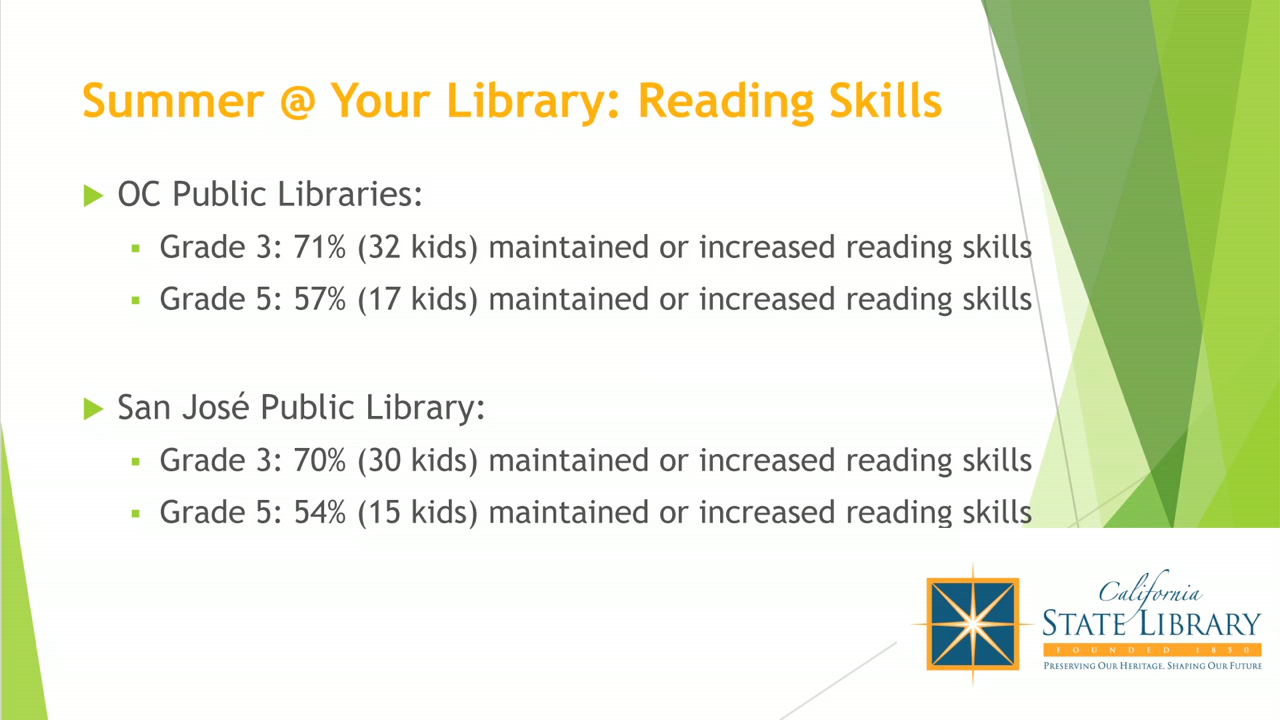 Summer @ Your Library: Reading Skills
OC Public Libraries:
Grade 3: 71% (32 kids) maintained or increased reading skills
Grade 5: 57% (17 kids) maintained or increased reading skills
San José Public Library:
Grade 3: 70% (30 kids) maintained or increased reading skills
Grade 5: 54% (15 kids) maintained or increased reading skills
California
STATE LIBRARY
FOUNDED 1850
PRESERVING OUR HERITAGE, SHAPING OUR FUTURE